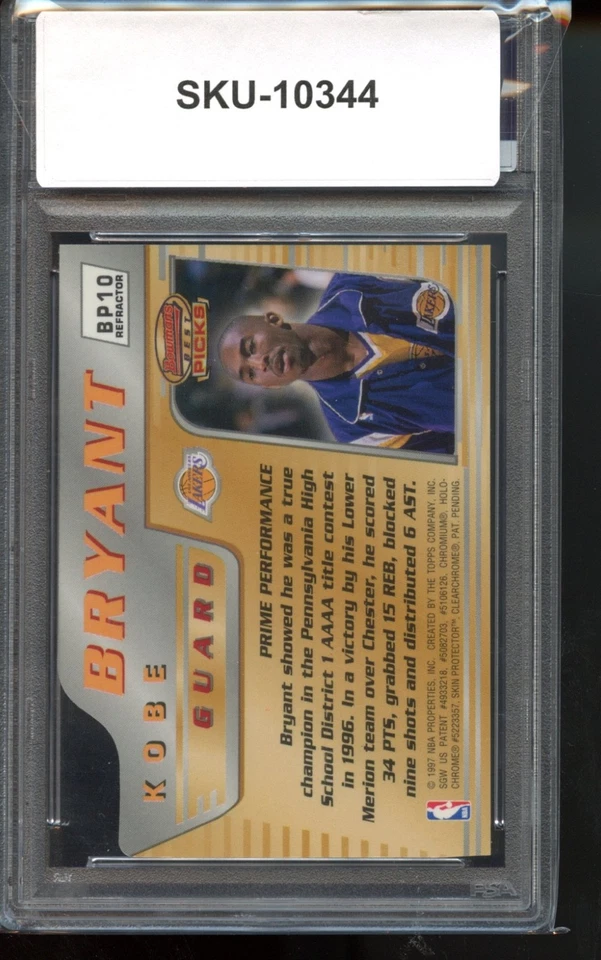 SKU-10344
BP10
REFRACTOR
KOBE
BRYANT
GUARD
LAKERS
Bowman's
BEST
PICKS
LAKERS
PRIME PERFORMANCE
Bryant showed he was a true
champion in the Pennsylvania High
School District 1 AAAA title contest
in 1996. In a victory by his Lower
Merion team over Chester, he scored
34 PTS, grabbed 15 REB, blocked
nine shots and distributed 6 AST.
© 1997 NBA PROPERTIES, INC. CREATED BY THE TOPPS COMPANY, INC.
SGW US PATENT #4933218, #5082703, #5106126, CHROMIUM®, HOLO-
CHROME® #5223357, SKIN PROTECTOR™, CLEARCHROME®, PAT. PENDING.
NBA
PSA